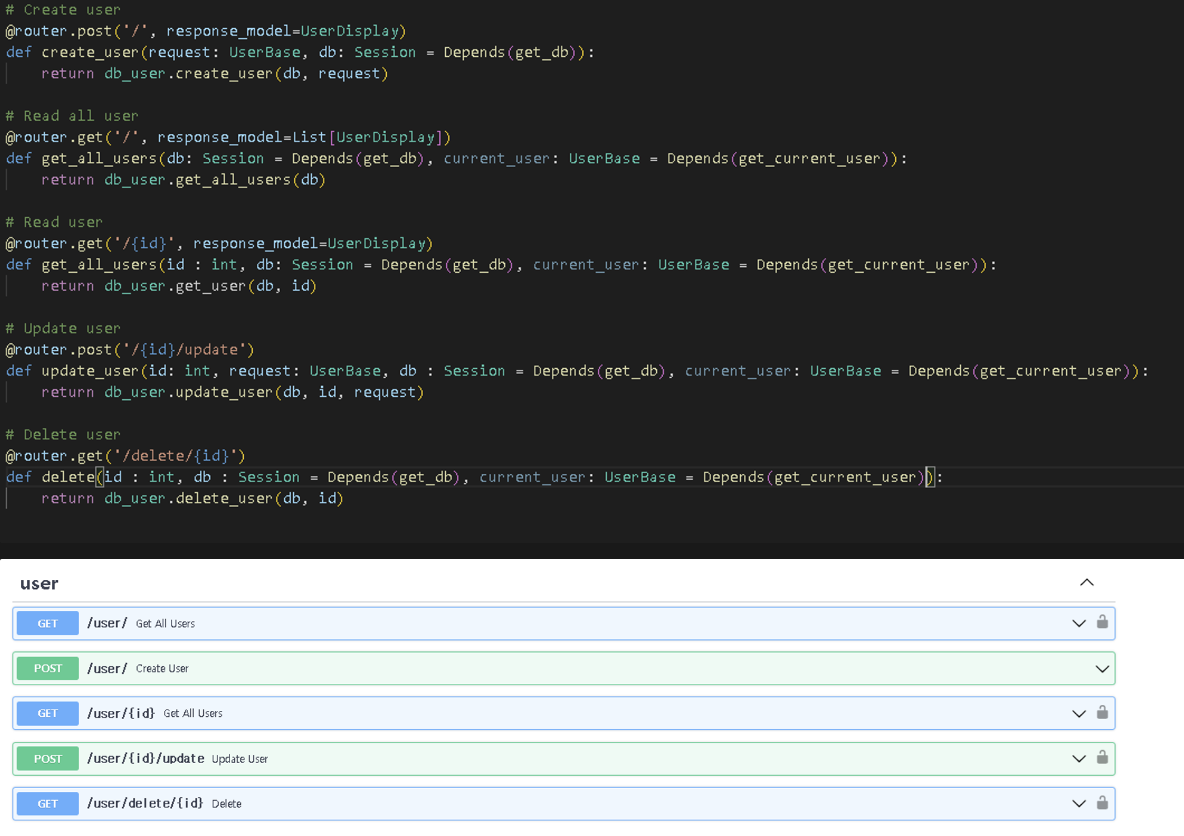 # Create user
@router.post('/', response_model=UserDisplay)
def create_user(request: UserBase, db: Session = Depends(get_db)):
    return db_user.create_user(db, request)
# Read all user
@router.get('/', response_model=List[UserDisplay])
def get_all_users(db: Session = Depends(get_db), current_user: UserBase = Depends(get_current_user)):
    return db_user.get_all_users(db)
# Read user
@router.get('/{id}', response_model=UserDisplay)
def get_all_users(id : int, db: Session = Depends(get_db), current_user: UserBase = Depends(get_current_user)):
    return db_user.get_user(db, id)
# Update user
@router.post('/{id}/update')
def update_user(id: int, request: UserBase, db : Session = Depends(get_db), current_user: UserBase = Depends(get_current_user)):
    return db_user.update_user(db, id, request)
# Delete user
@router.get('/delete/{id}')
def delete(id : int, db : Session = Depends(get_db), current_user: UserBase = Depends(get_current_user)):
    return db_user.delete_user(db, id)
user
GET /user/ Get All Users
POST /user/ Create User
GET /user/{id} Get All Users
POST /user/{id}/update Update User
GET /user/delete/{id} Delete